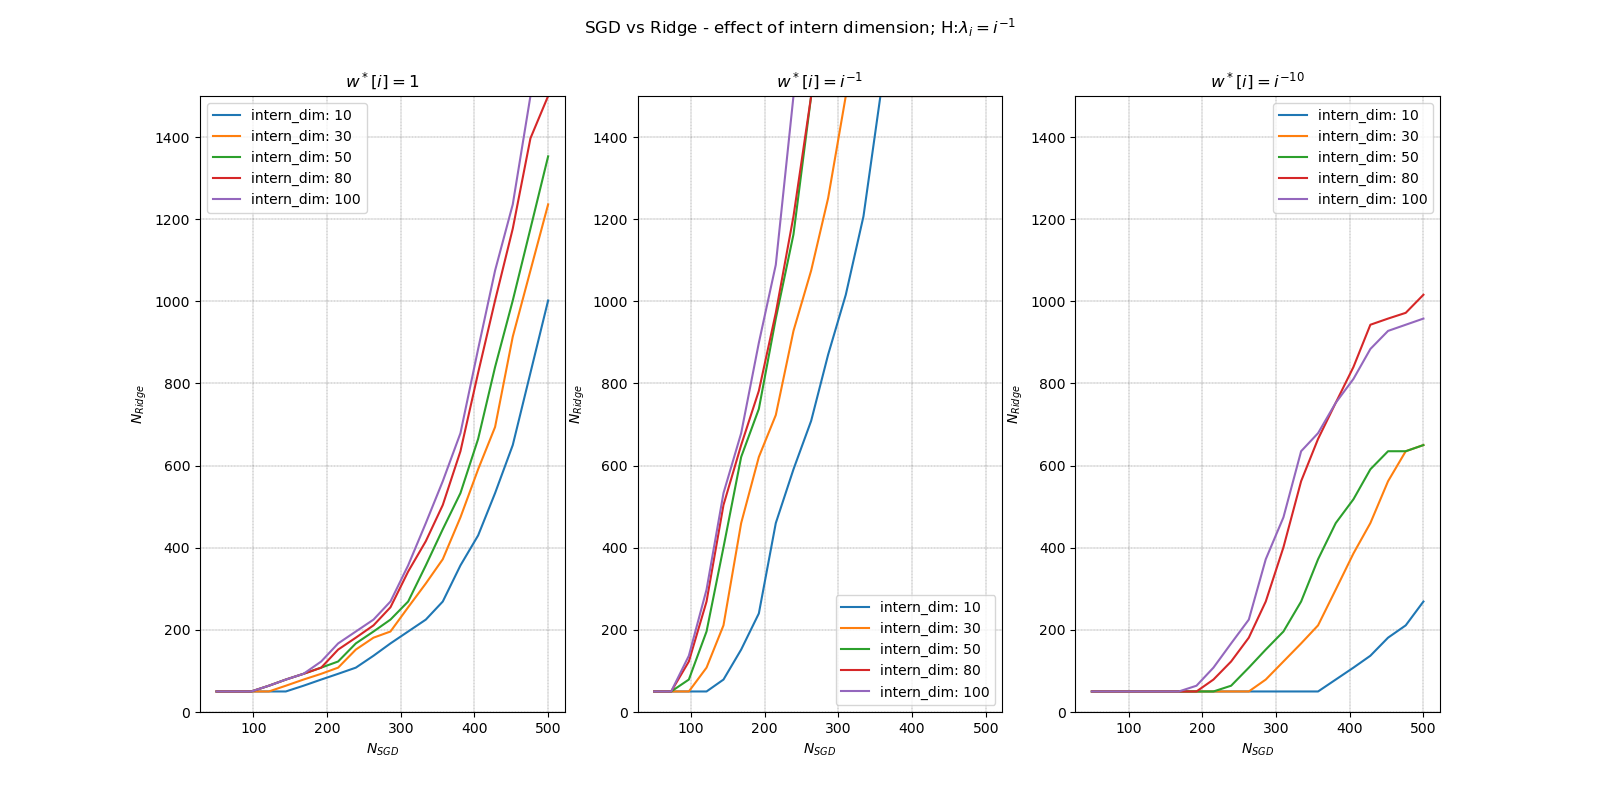 SGD vs Ridge - effect of intern dimension; H:λᵢ = i⁻¹
w*[i] = 1
1400
1200
1000
800
600
400
200
0
100 200 300 400 500
N_Ridge
N_SGD
intern_dim: 10
intern_dim: 30
intern_dim: 50
intern_dim: 80
intern_dim: 100
w*[i] = i⁻¹
1400
1200
1000
800
600
400
200
0
100 200 300 400 500
N_Ridge
N_SGD
intern_dim: 10
intern_dim: 30
intern_dim: 50
intern_dim: 80
intern_dim: 100
w*[i] = i⁻¹⁰
1400
1200
1000
800
600
400
200
0
100 200 300 400 500
N_Ridge
N_SGD
intern_dim: 10
intern_dim: 30
intern_dim: 50
intern_dim: 80
intern_dim: 100